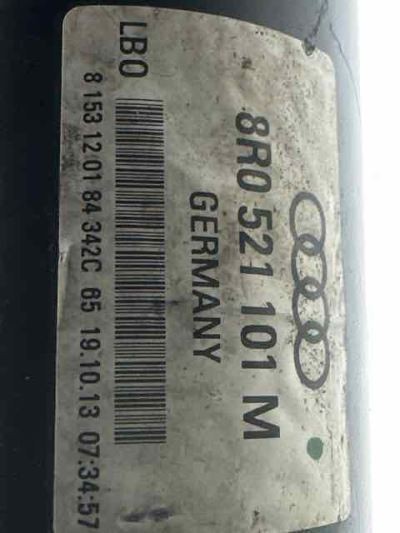 8R0 521 101 M
GERMANY
LBO
8 153 12 01 84 342C 65 19.10.13 07:34:57